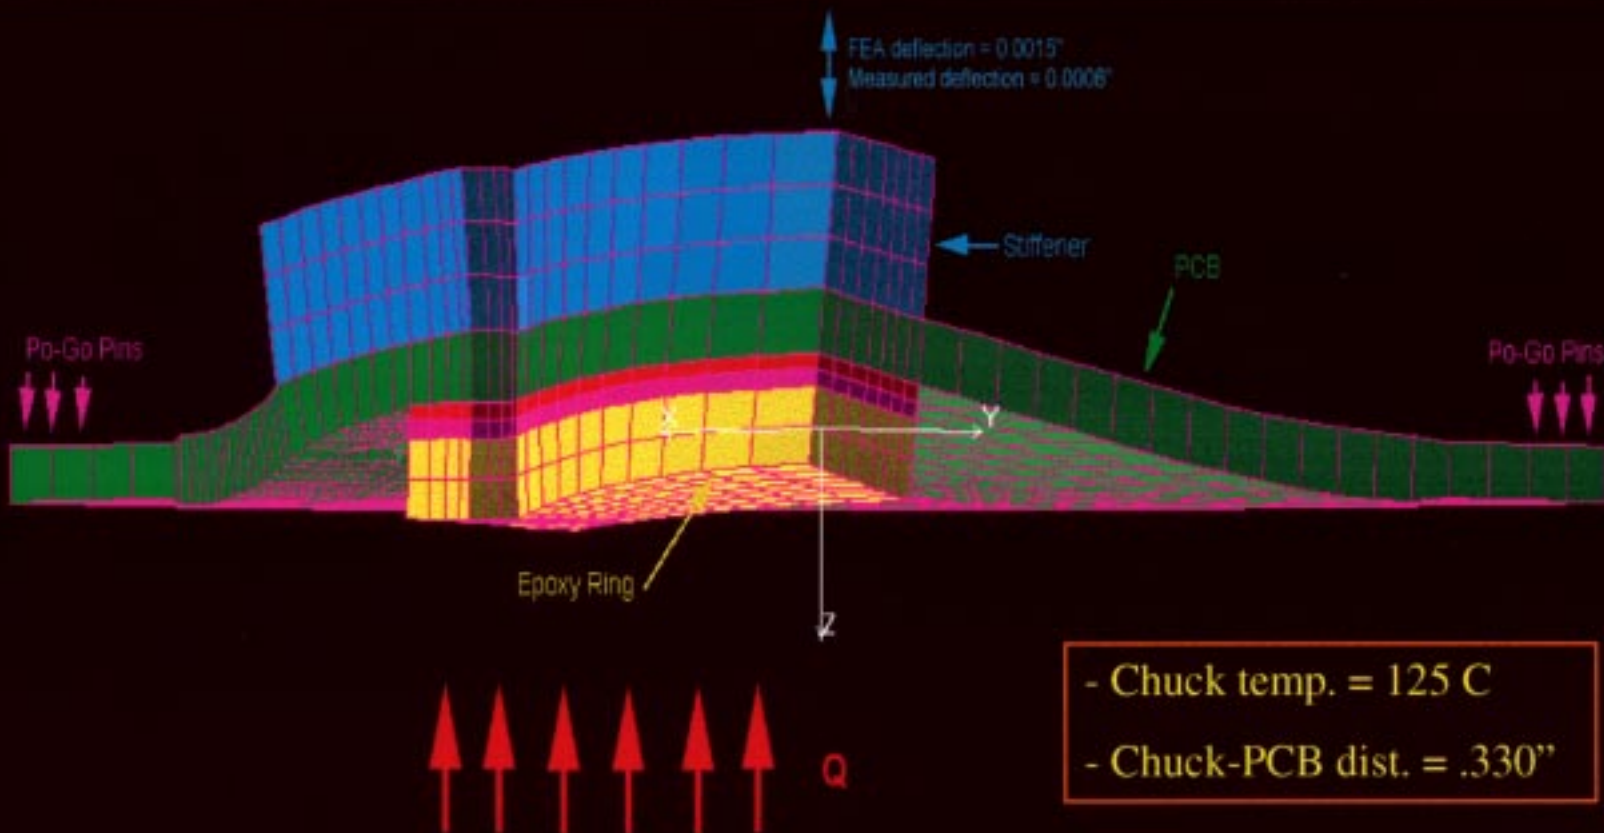 FEA deflection = 0.0015"
Measured deflection = 0.0006"
Stiffener
PCB
Po-Go Pins
Po-Go Pins
X
Y
Epoxy Ring
Z
- Chuck temp. = 125 C
- Chuck-PCB dist. = .330”
Q